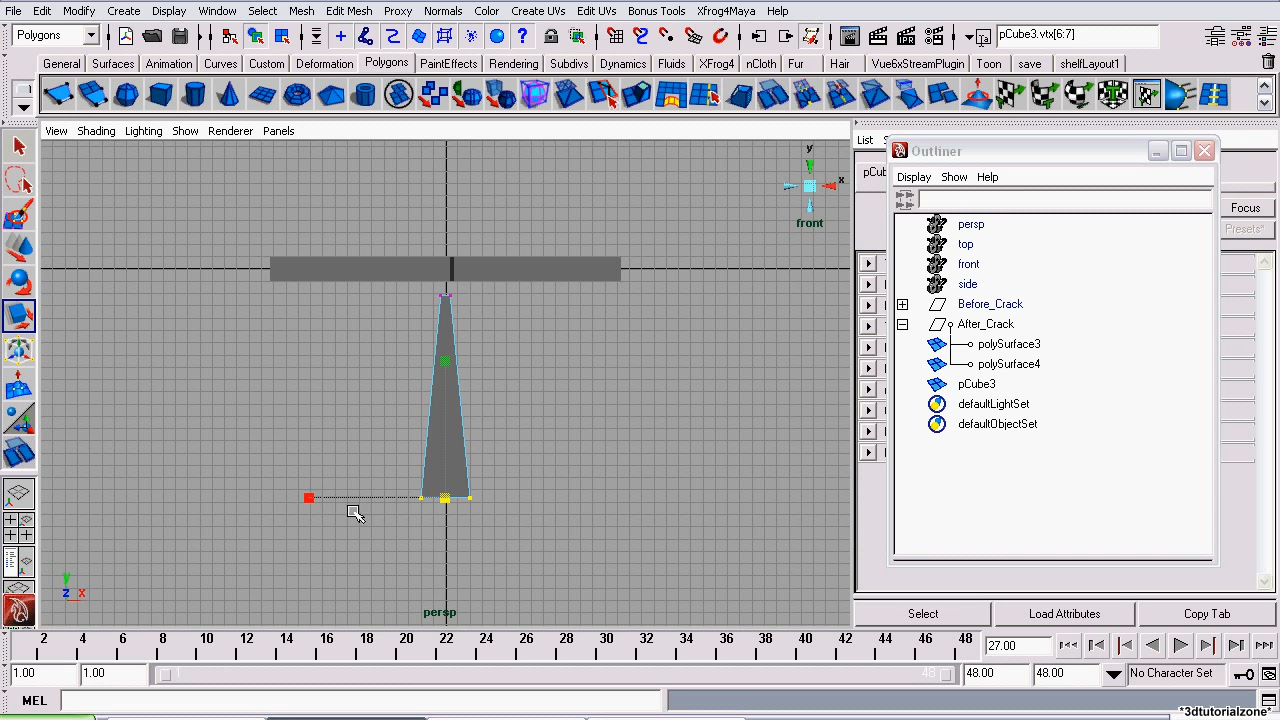 File Edit Modify Create Display Window Select Mesh Edit Mesh Proxy Normals Color Create UVs Edit UVs Bonus Tools Xfrog4Maya Help
Polygons pCube3.vtx[6:7]
General Surfaces Animation Curves Custom Deformation Polygons PaintEffects Rendering Subdivs Dynamics Fluids XFrog4 nCloth Fur Hair Vue6xStreamPlugin Toon save shelfLayout1
View Shading Lighting Show Renderer Panels
List
Outliner
Display Show Help
Focus
Presets*
persp
top
front
side
Before_Crack
After_Crack
polySurface3
polySurface4
pCube3
defaultLightSet
defaultObjectSet
y
x
front
y
z x
persp
Select Load Attributes Copy Tab
2 4 6 8 10 12 14 16 18 20 22 24 26 28 30 32 34 36 38 40 42 44 46 48 27.00
1.00 1.00 1 48 48.00 48.00 No Character Set
MEL
*3dtutorialzone*